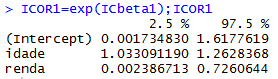 > ICOR1=exp(ICbeta1);ICOR1
2.5 % 97.5 %
(Intercept) 0.001734830 1.6177619
idade 1.033091190 1.2628368
renda 0.002386713 0.7260644